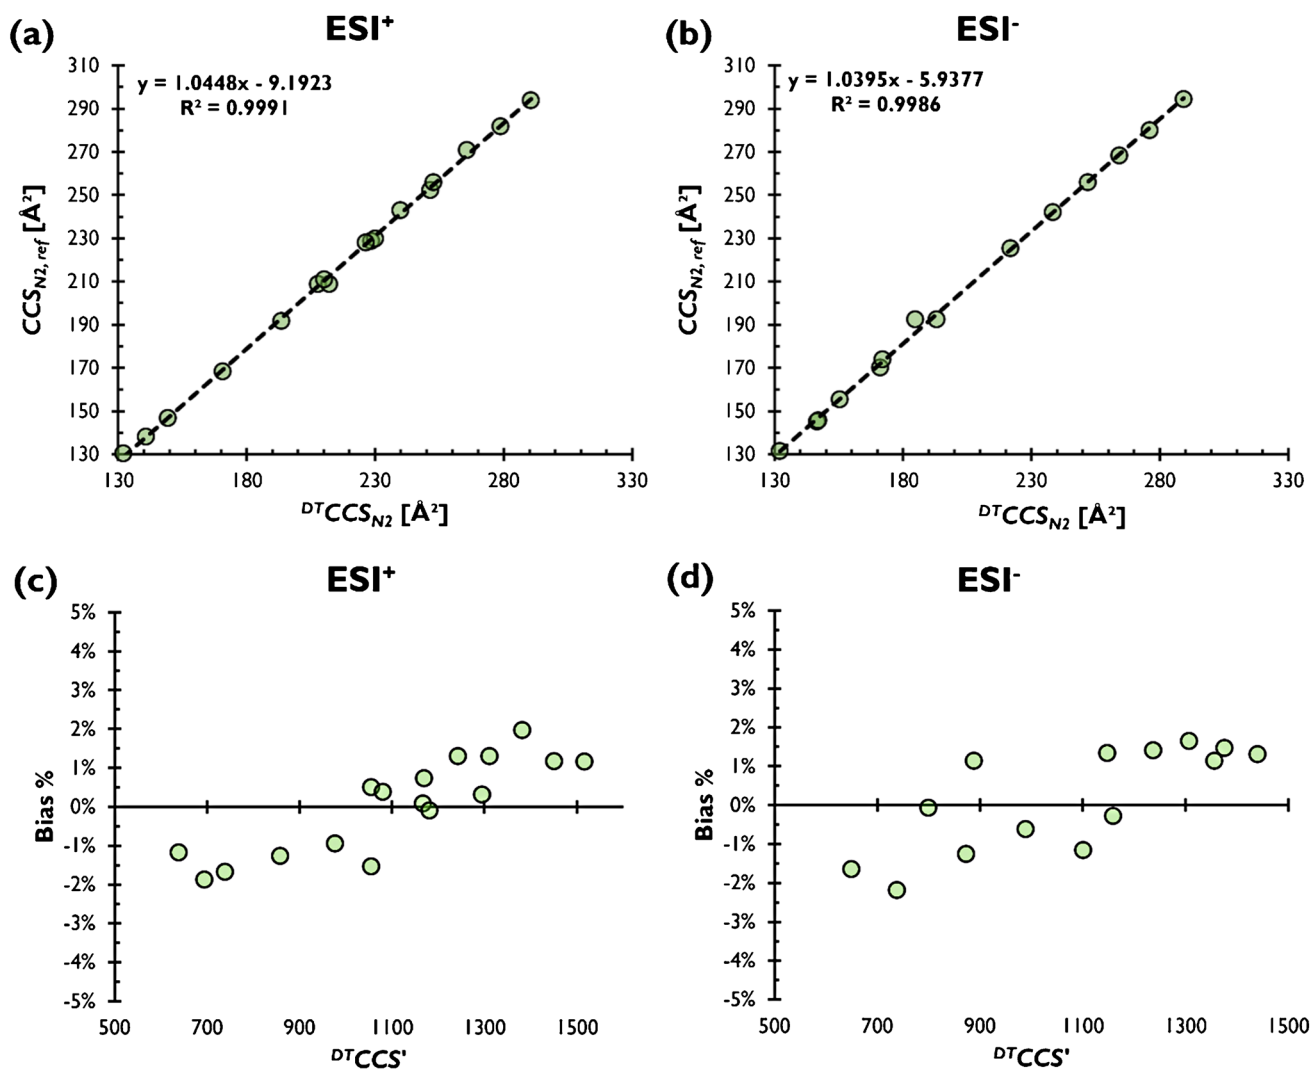 (a) ESI⁺
y = 1.0448x - 9.1923
R² = 0.9991
310
290
270
250
230
210
190
170
150
130
CCS_N2, ref [Å²]
130 180 230 280 330
DTCCS_N2 [Å²]
(b) ESI⁻
y = 1.0395x - 5.9377
R² = 0.9986
310
290
270
250
230
210
190
170
150
130
CCS_N2, ref [Å²]
130 180 230 280 330
DTCCS_N2 [Å²]
(c) ESI⁺
5%
4%
3%
2%
1%
0%
-1%
-2%
-3%
-4%
-5%
Bias %
500 700 900 1100 1300 1500
DTCCS'
(d) ESI⁻
5%
4%
3%
2%
1%
0%
-1%
-2%
-3%
-4%
-5%
Bias %
500 700 900 1100 1300 1500
DTCCS'